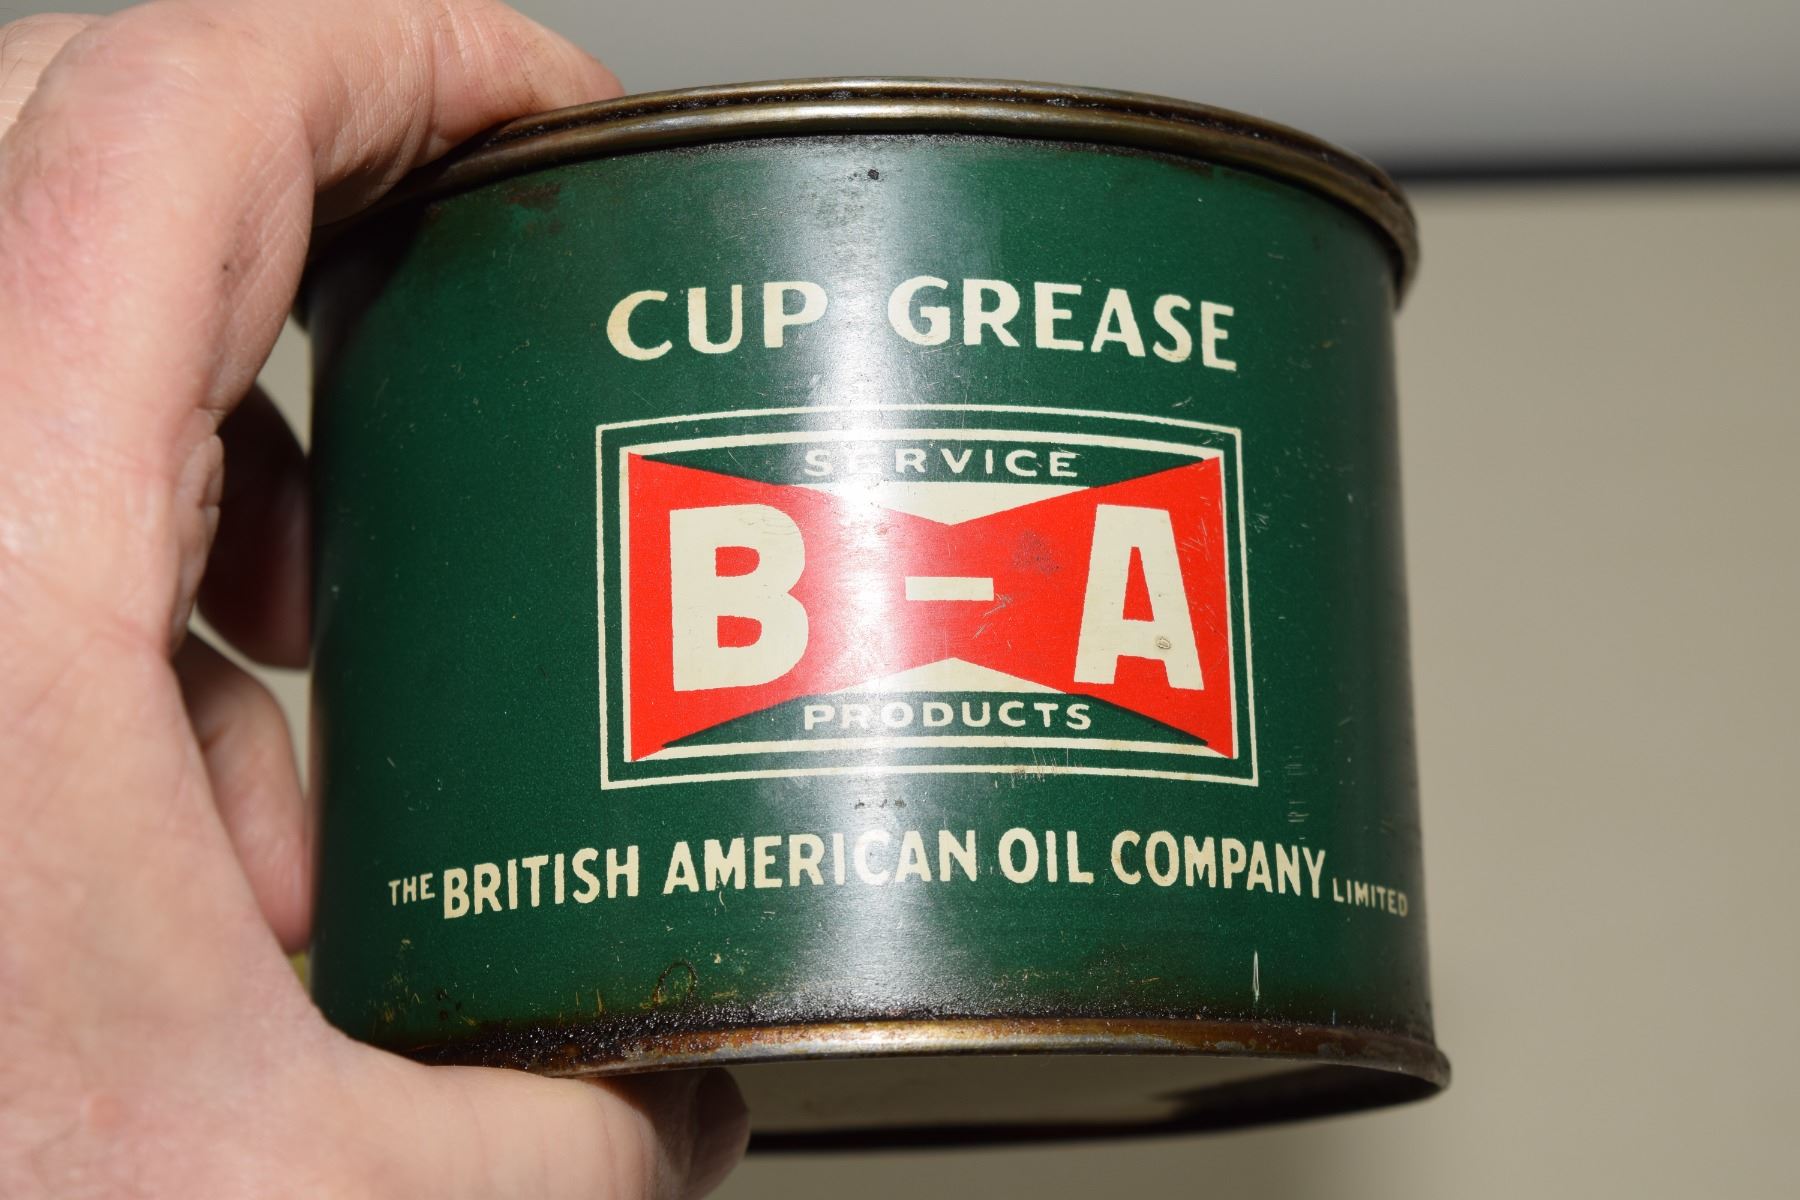 CUP GREASE
SERVICE
B-A
PRODUCTS
THE BRITISH AMERICAN OIL COMPANY LIMITED